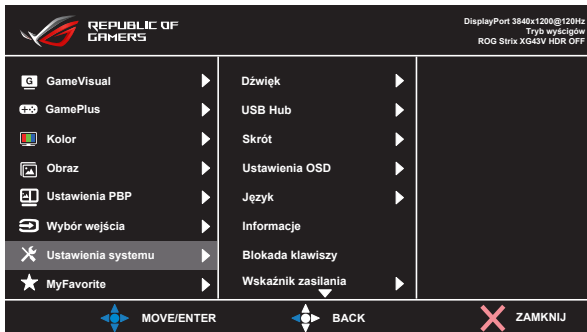 REPUBLIC OF
GAMERS
DisplayPort 3840x1200@120Hz
Tryb wyścigów
ROG Strix XG43V HDR OFF
G GameVisual
GamePlus
Kolor
Obraz
Ustawienia PBP
Wybór wejścia
Ustawienia systemu
MyFavorite
Dźwięk
USB Hub
Skrót
Ustawienia OSD
Język
Informacje
Blokada klawiszy
Wskaźnik zasilania
MOVE/ENTER
BACK
ZAMKNIJ